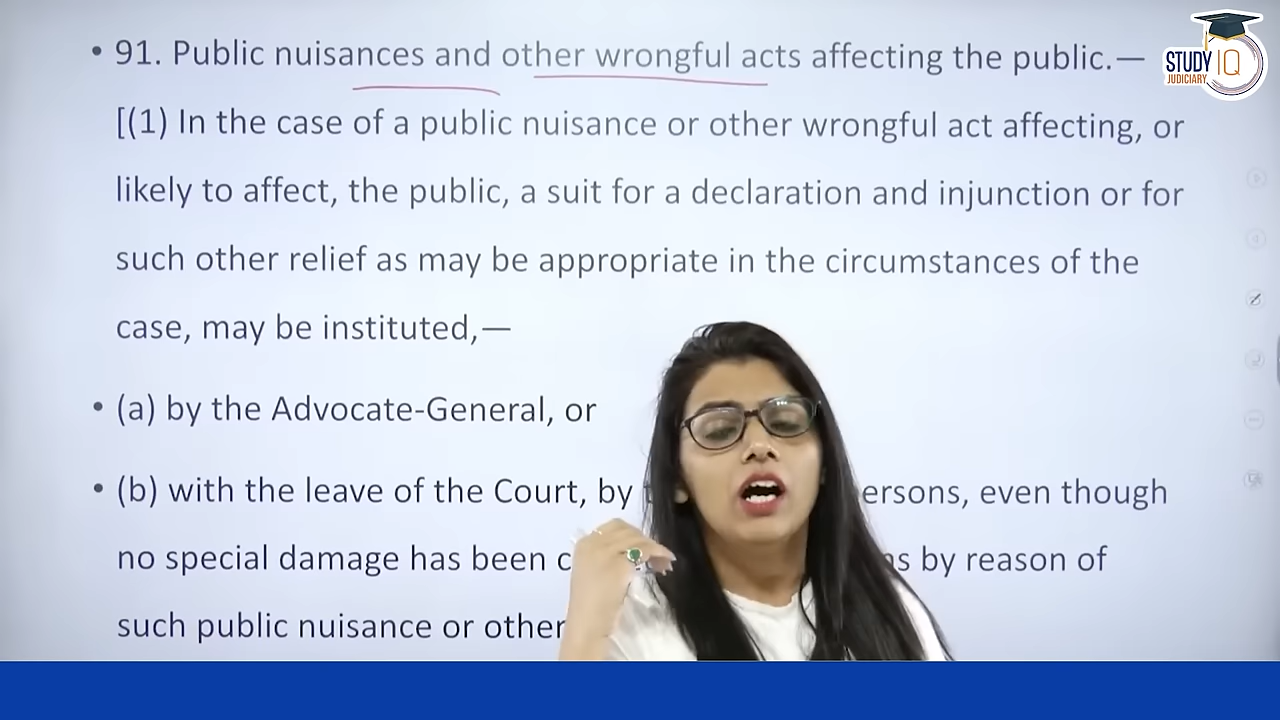 • 91. Public nuisances and other wrongful acts affecting the public.—
[(1) In the case of a public nuisance or other wrongful act affecting, or
likely to affect, the public, a suit for a declaration and injunction or for
such other relief as may be appropriate in the circumstances of the
case, may be instituted,—
• (a) by the Advocate-General, or
• (b) with the leave of the Court, by ersons, even though
no special damage has been c s by reason of
such public nuisance or other
STUDY IQ
JUDICIARY